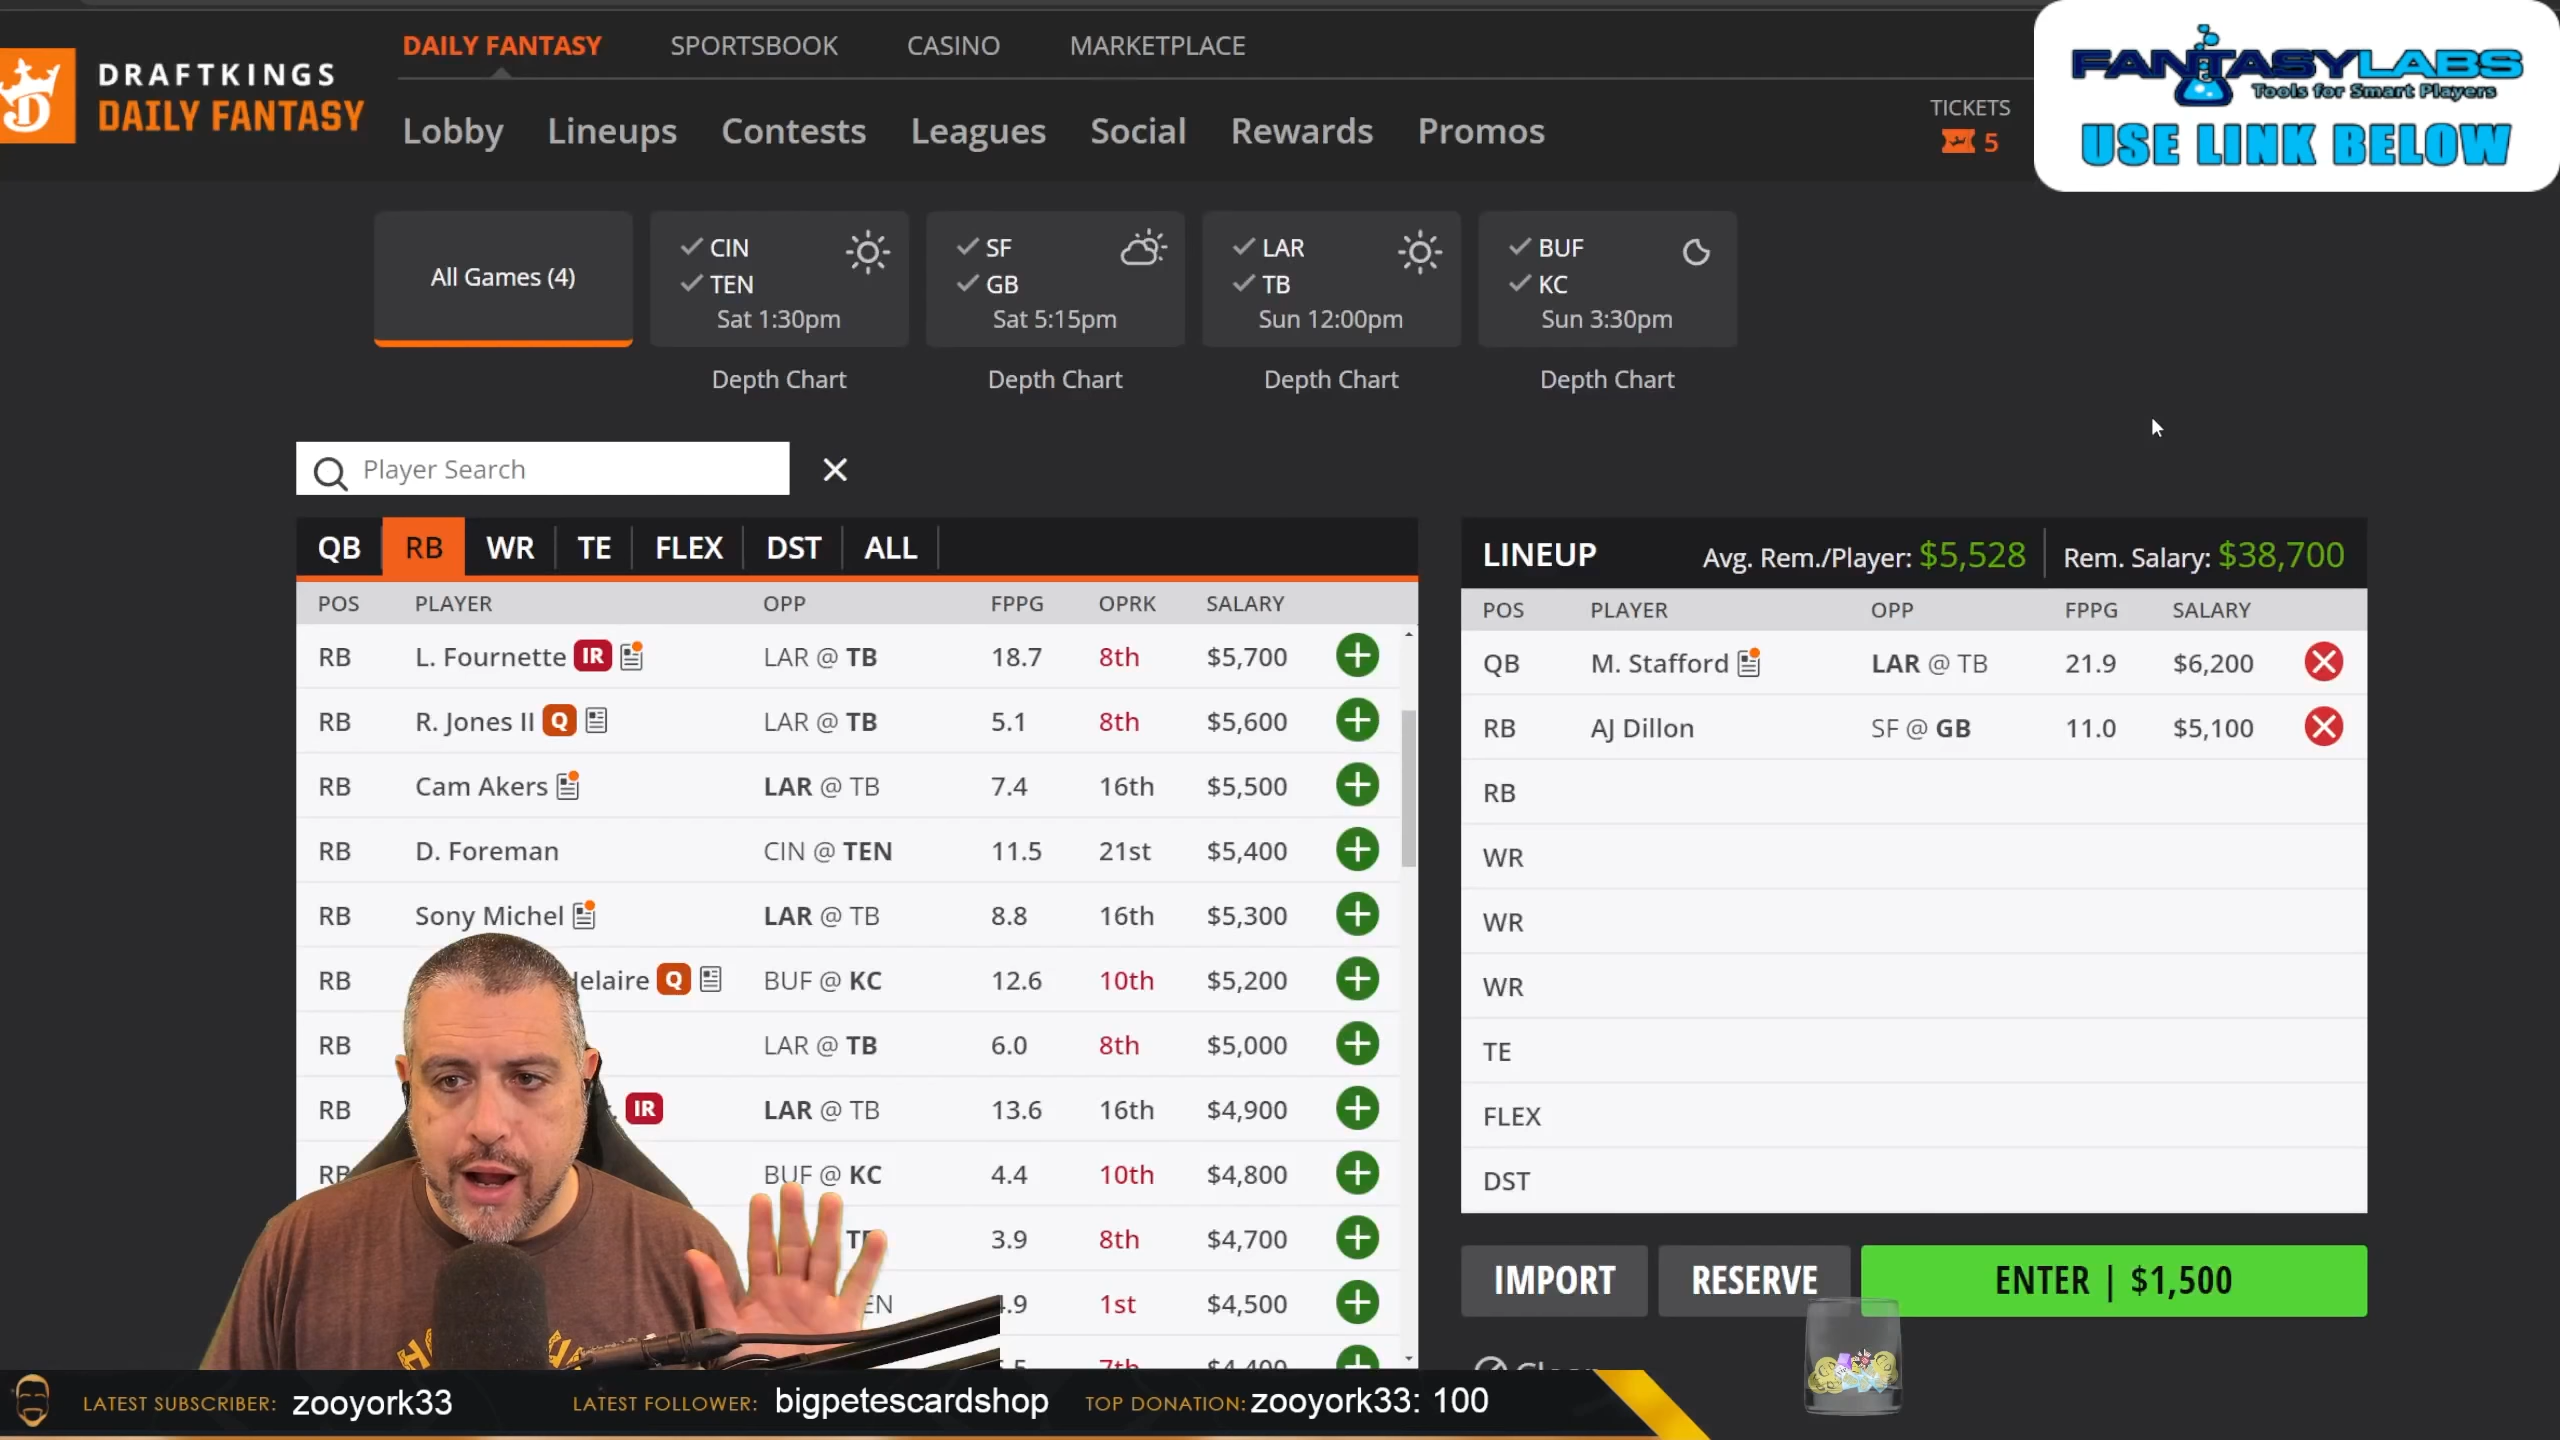 DRAFTKINGS
DAILY FANTASY
DAILY FANTASY SPORTSBOOK CASINO MARKETPLACE
Lobby Lineups Contests Leagues Social Rewards Promos
TICKETS
5
FANTASYLABS
Tools for Smart Players
USE LINK BELOW
All Games (4)
CIN
TEN
Sat 1:30pm
Depth Chart
SF
GB
Sat 5:15pm
Depth Chart
LAR
TB
Sun 12:00pm
Depth Chart
BUF
KC
Sun 3:30pm
Depth Chart
Player Search
QB RB WR TE FLEX DST ALL
POS PLAYER OPP FPPG OPRK SALARY
RB L. Fournette IR LAR @ TB 18.7 8th $5,700
RB R. Jones II Q LAR @ TB 5.1 8th $5,600
RB Cam Akers LAR @ TB 7.4 16th $5,500
RB D. Foreman CIN @ TEN 11.5 21st $5,400
RB Sony Michel LAR @ TB 8.8 16th $5,300
RB elaire Q BUF @ KC 12.6 10th $5,200
RB LAR @ TB 6.0 8th $5,000
RB IR LAR @ TB 13.6 16th $4,900
RB BUF @ KC 4.4 10th $4,800
3.9 8th $4,700
EN .9 1st $4,500
7th $4,400
LINEUP Avg. Rem./Player: $5,528 Rem. Salary: $38,700
POS PLAYER OPP FPPG SALARY
QB M. Stafford LAR @ TB 21.9 $6,200
RB AJ Dillon SF @ GB 11.0 $5,100
RB
WR
WR
WR
TE
FLEX
DST
IMPORT RESERVE ENTER | $1,500
LATEST SUBSCRIBER: zooyork33 LATEST FOLLOWER: bigpetescardshop TOP DONATION: zooyork33: 100